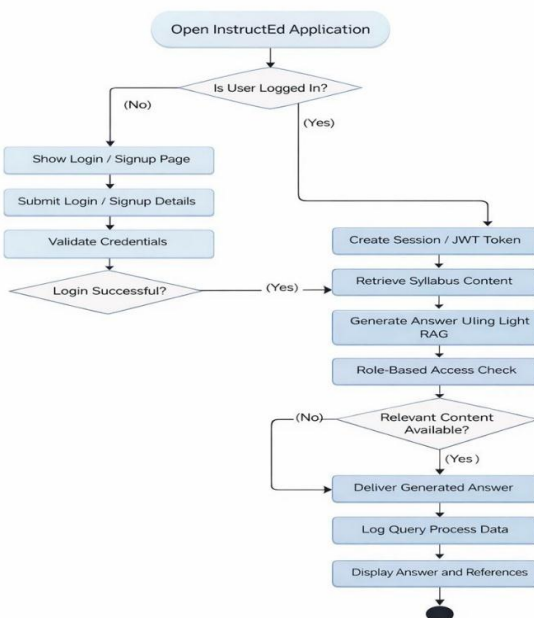 Open InstructEd Application
Is User Logged In?
(No)
(Yes)
Show Login / Signup Page
Submit Login / Signup Details
Validate Credentials
Login Successful?
(Yes)
Create Session / JWT Token
Retrieve Syllabus Content
Generate Answer Uling Light
RAG
Role-Based Access Check
Relevant Content
Available?
(No)
(Yes)
Deliver Generated Answer
Log Query Process Data
Display Answer and References